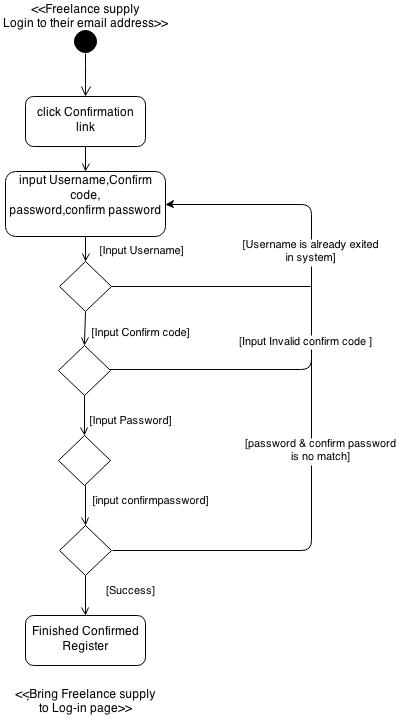 <<Freelance supply
Login to their email address>>
click Confirmation
link
input Username,Confirm
code,
password,confirm password
[Input Username]
[Username is already exited
in system]
[Input Confirm code]
[Input Invalid confirm code ]
[Input Password]
[password & confirm password
is no match]
[input confirmpassword]
[Success]
Finished Confirmed
Register
<<Bring Freelance supply
to Log-in page>>